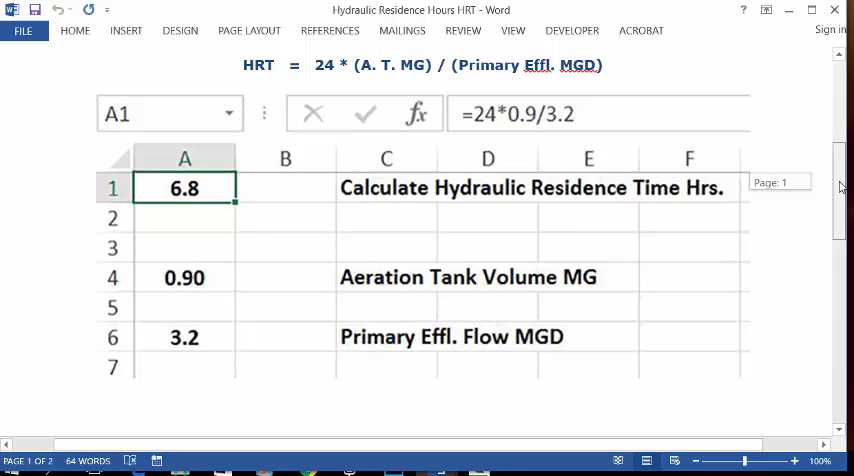 Hydraulic Residence Hours HRT - Word
?
FILE HOME INSERT DESIGN PAGE LAYOUT REFERENCES MAILINGS REVIEW VIEW DEVELOPER ACROBAT Sign in
HRT = 24 * (A. T. MG) / (Primary Effl. MGD)
A1 fx =24*0.9/3.2
A B C D E F
1 6.8 Calculate Hydraulic Residence Time Hrs.
Page: 1
2
3
4 0.90 Aeration Tank Volume MG
5
6 3.2 Primary Effl. Flow MGD
7
PAGE 1 OF 2 64 WORDS 100%